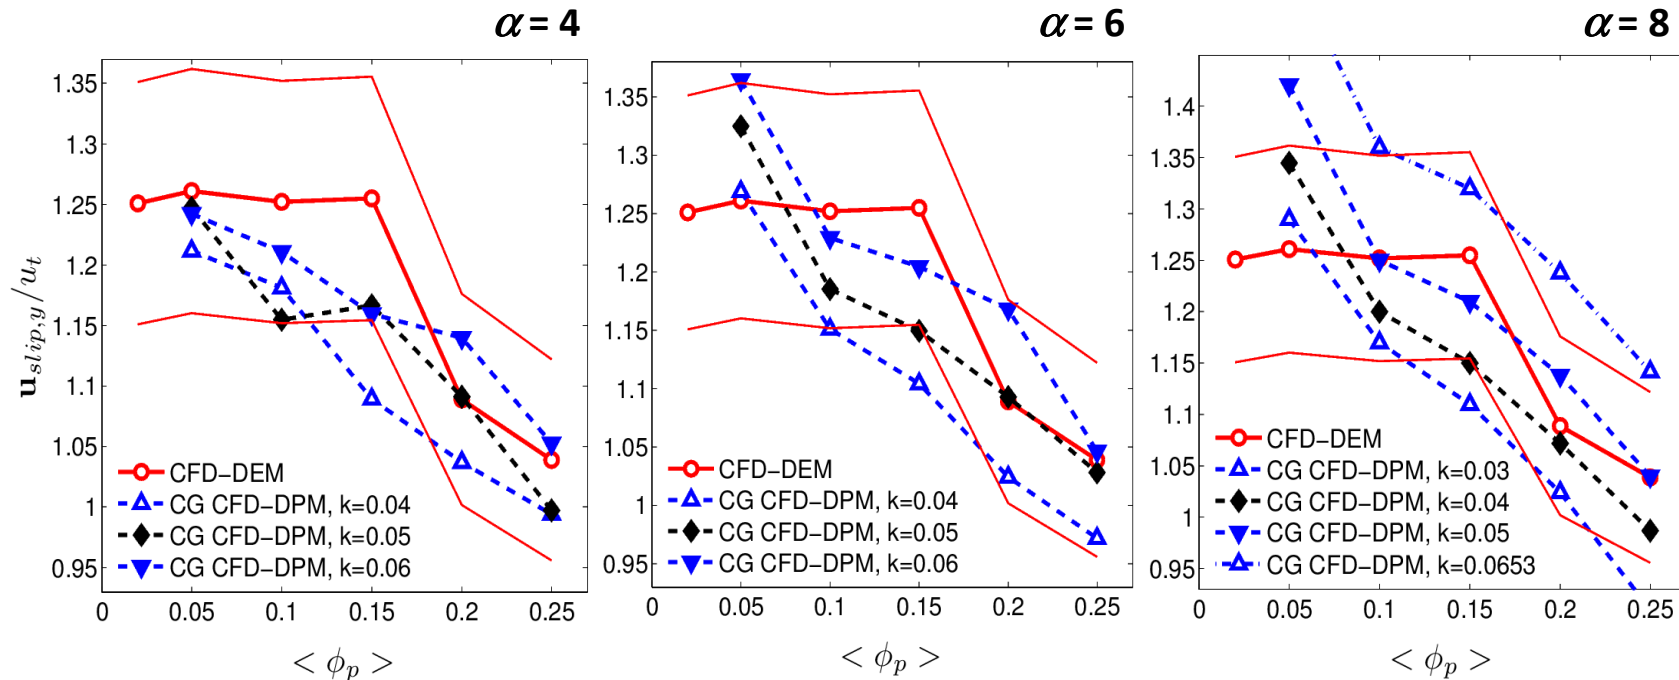 α = 4
1.35
1.3
1.25
1.2
1.15
1.1
1.05
1
0.95
u_{slip,y}/u_t
CFD−DEM
CG CFD−DPM, k=0.04
CG CFD−DPM, k=0.05
CG CFD−DPM, k=0.06
0 0.05 0.1 0.15 0.2 0.25
< ϕ_p >
α = 6
1.35
1.3
1.25
1.2
1.15
1.1
1.05
1
0.95
CFD−DEM
CG CFD−DPM, k=0.04
CG CFD−DPM, k=0.05
CG CFD−DPM, k=0.06
0 0.05 0.1 0.15 0.2 0.25
< ϕ_p >
α = 8
1.4
1.35
1.3
1.25
1.2
1.15
1.1
1.05
1
0.95
CFD−DEM
CG CFD−DPM, k=0.03
CG CFD−DPM, k=0.04
CG CFD−DPM, k=0.05
CG CFD−DPM, k=0.0653
0 0.05 0.1 0.15 0.2 0.25
< ϕ_p >